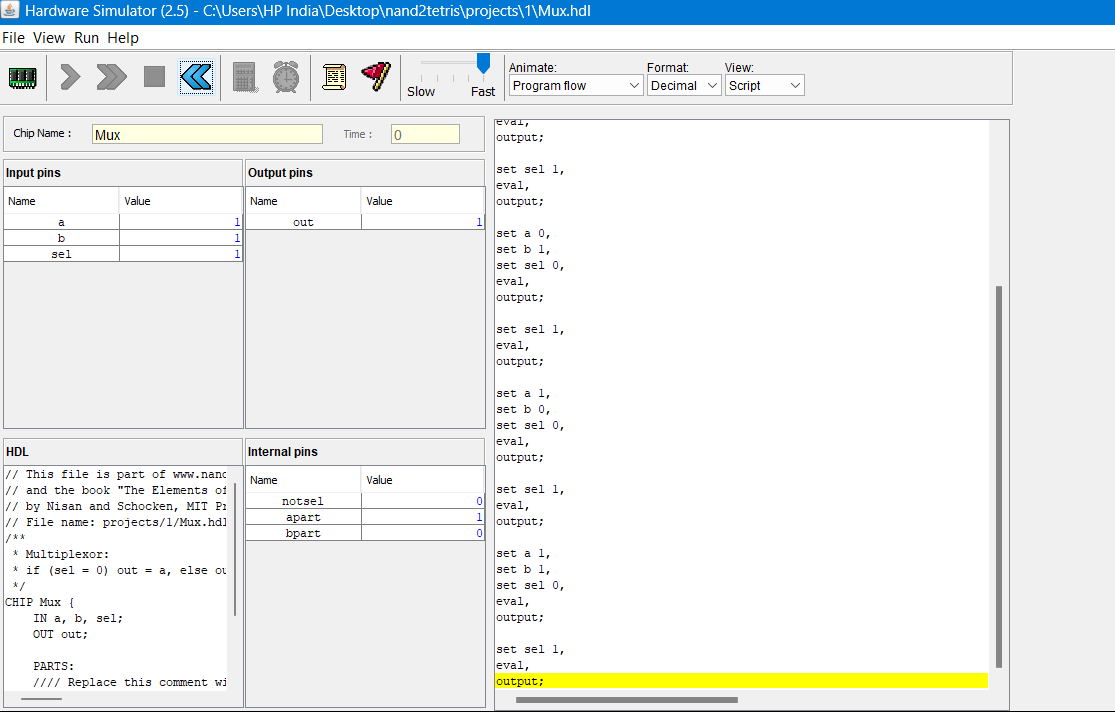 Hardware Simulator (2.5) - C:\Users\HP India\Desktop\nand2tetris\projects\1\Mux.hdl
File View Run Help
Slow Fast
Animate: Format: View:
Program flow Decimal Script
Chip Name : Mux Time : 0
Input pins
Name Value
a 1
b 1
sel 1
Output pins
Name Value
out 1
HDL
// This file is part of www.nand
// and the book "The Elements of
// by Nisan and Schocken, MIT Pr
// File name: projects/1/Mux.hdl
/**
* Multiplexor:
* if (sel = 0) out = a, else ou
*/
CHIP Mux {
IN a, b, sel;
OUT out;
PARTS:
//// Replace this comment wi
Internal pins
Name Value
notsel 0
apart 1
bpart 0
eval,
output;
set sel 1,
eval,
output;
set a 0,
set b 1,
set sel 0,
eval,
output;
set sel 1,
eval,
output;
set a 1,
set b 0,
set sel 0,
eval,
output;
set sel 1,
eval,
output;
set a 1,
set b 1,
set sel 0,
eval,
output;
set sel 1,
eval,
output;